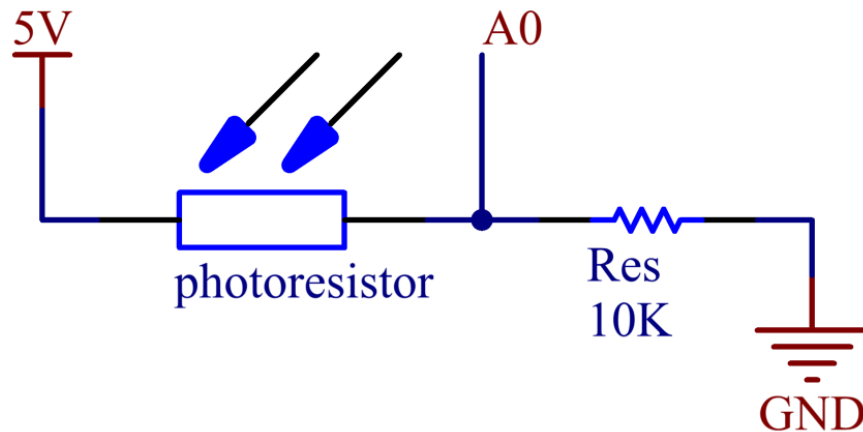 5V
A0
photoresistor
Res
10K
GND